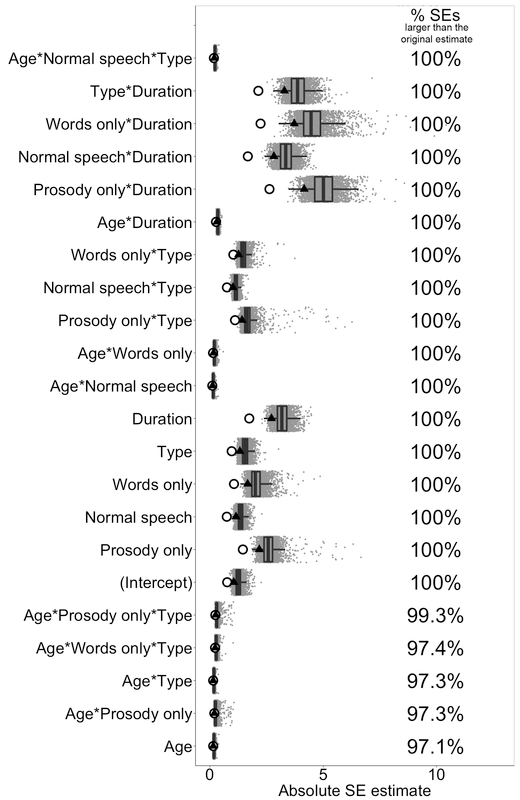 % SEs
larger than the
original estimate
Age*Normal speech*Type 100%
Type*Duration 100%
Words only*Duration 100%
Normal speech*Duration 100%
Prosody only*Duration 100%
Age*Duration 100%
Words only*Type 100%
Normal speech*Type 100%
Prosody only*Type 100%
Age*Words only 100%
Age*Normal speech 100%
Duration 100%
Type 100%
Words only 100%
Normal speech 100%
Prosody only 100%
(Intercept) 100%
Age*Prosody only*Type 99.3%
Age*Words only*Type 97.4%
Age*Type 97.3%
Age*Prosody only 97.3%
Age 97.1%
0 5 10
Absolute SE estimate